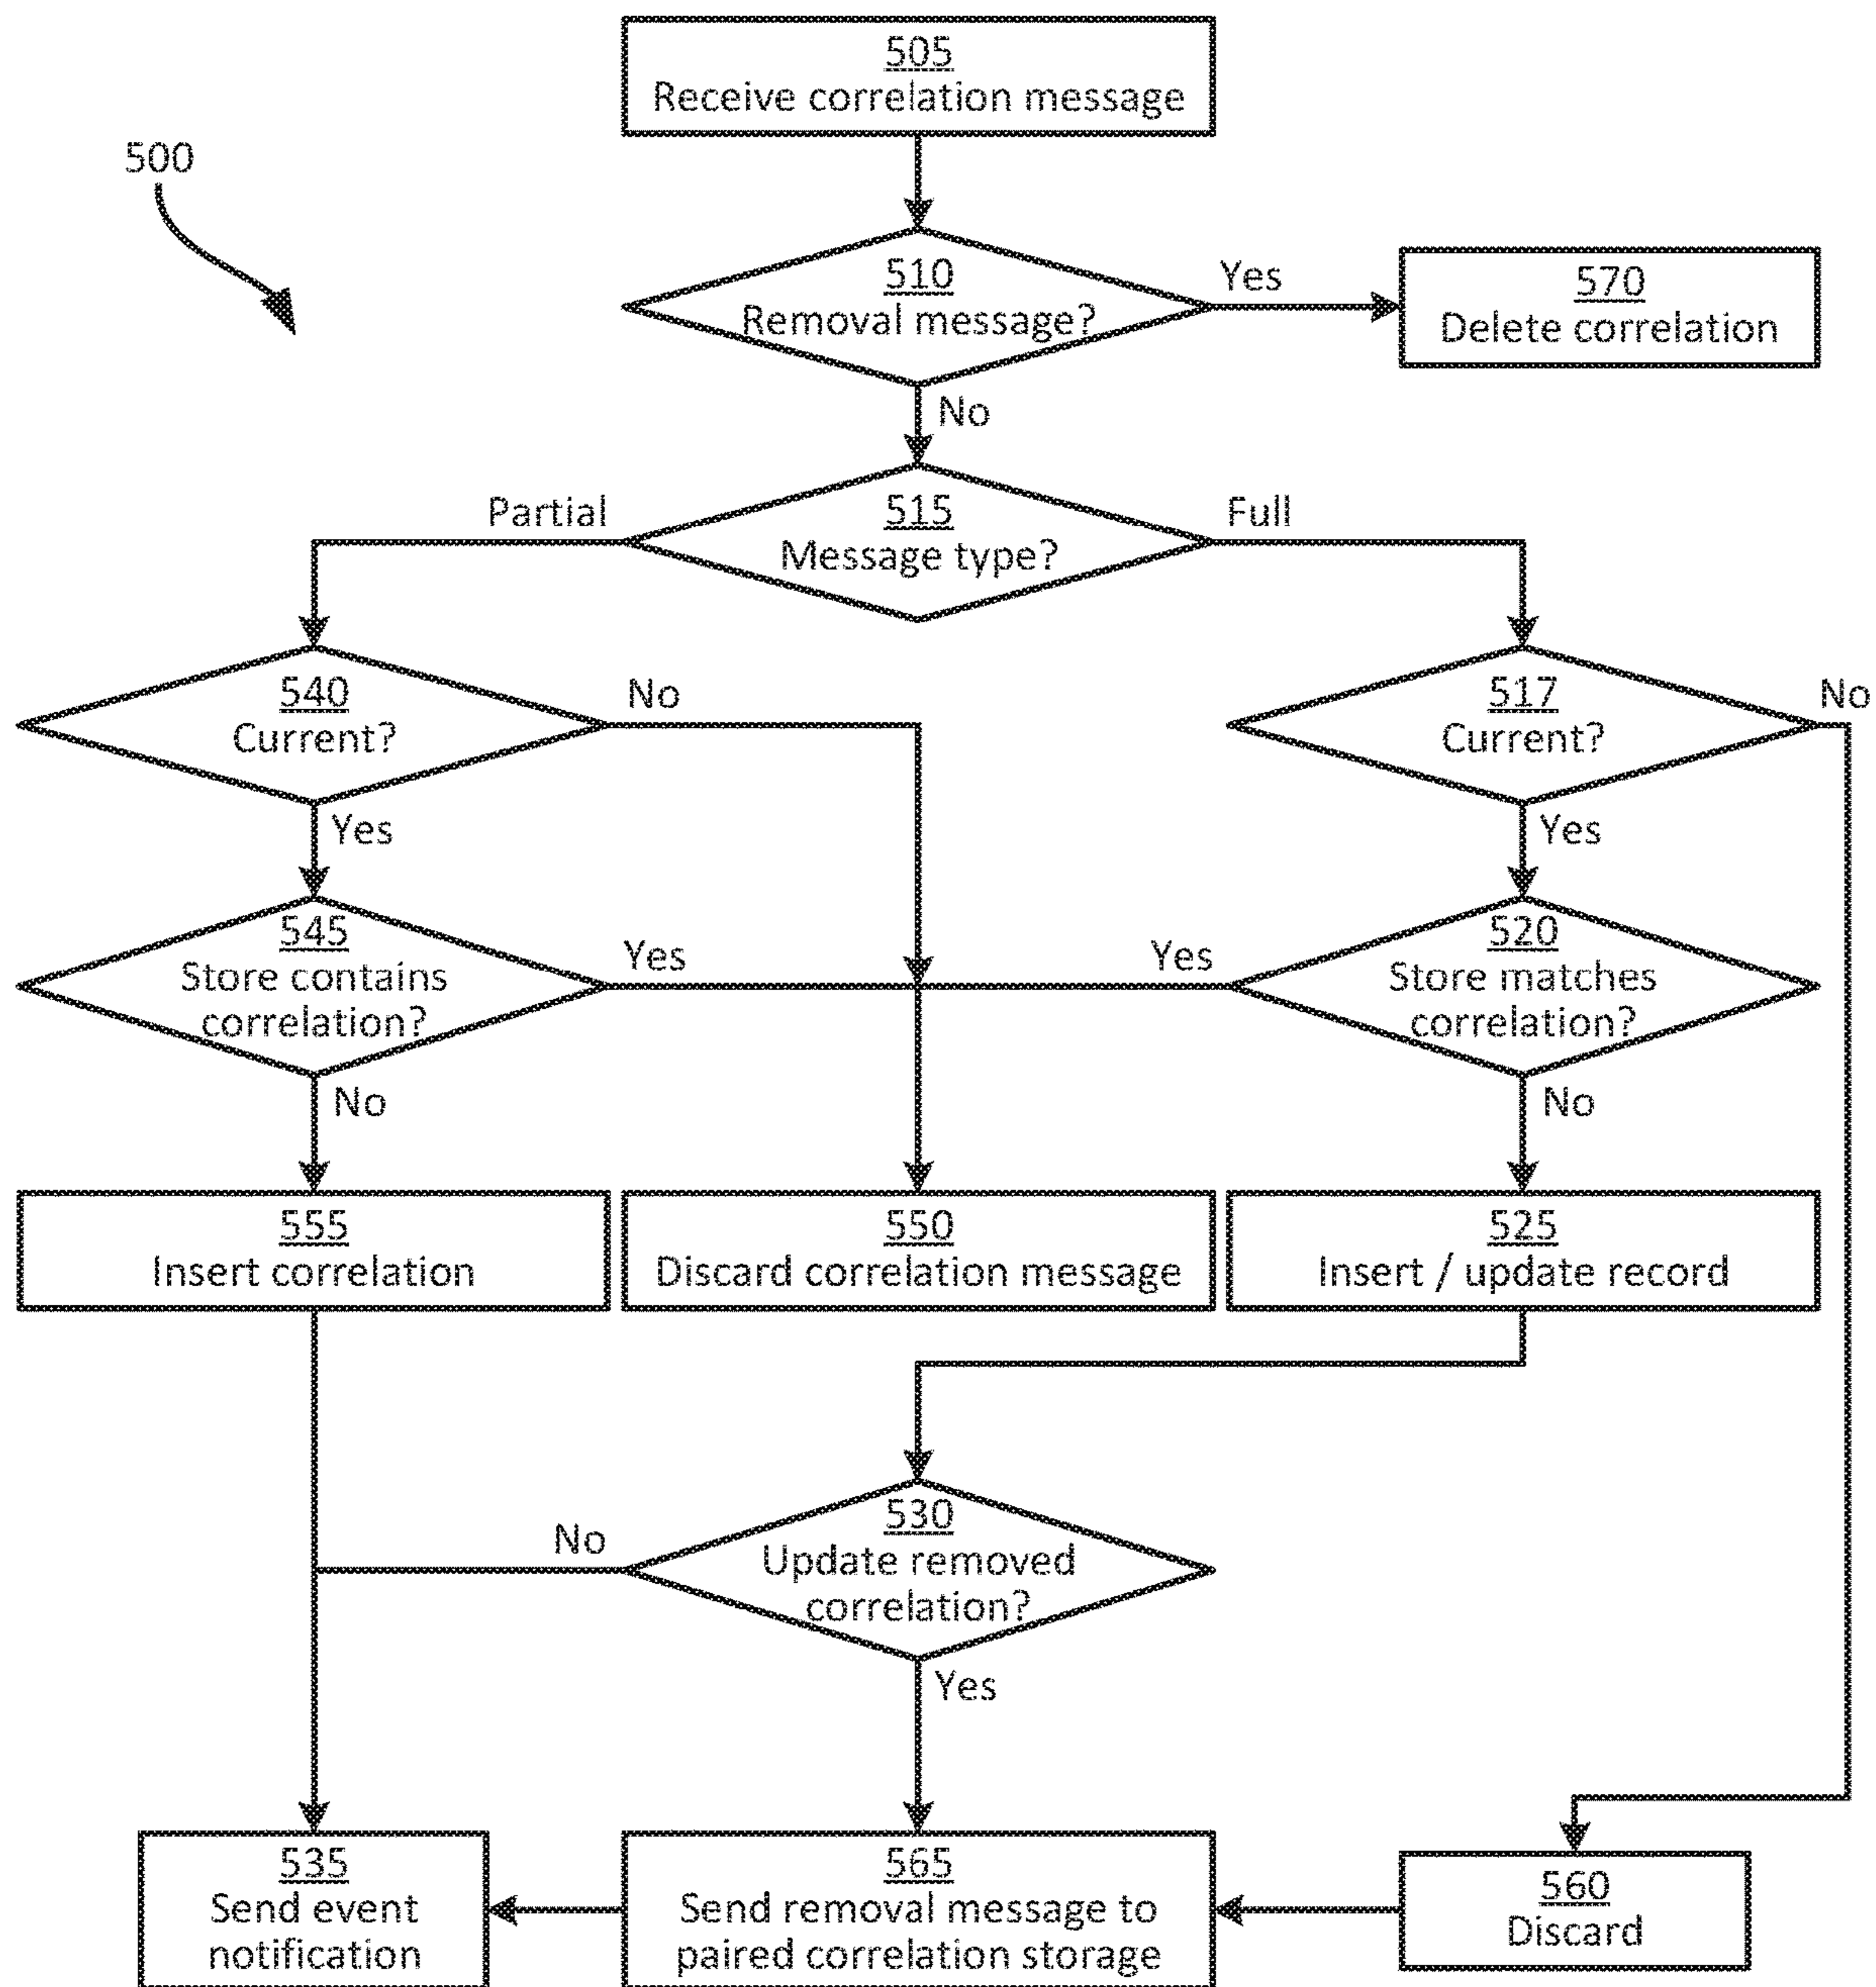 505
Receive correlation message
500
510
Removal message?
Yes
570
Delete correlation
No
Partial
515
Message type?
Full
540
Current?
No
517
Current?
No
Yes
Yes
545
Store contains
correlation?
Yes
Yes
520
Store matches
correlation?
No
No
555
Insert correlation
550
Discard correlation message
525
Insert / update record
No
530
Update removed
correlation?
Yes
535
Send event
notification
565
Send removal message to
paired correlation storage
560
Discard